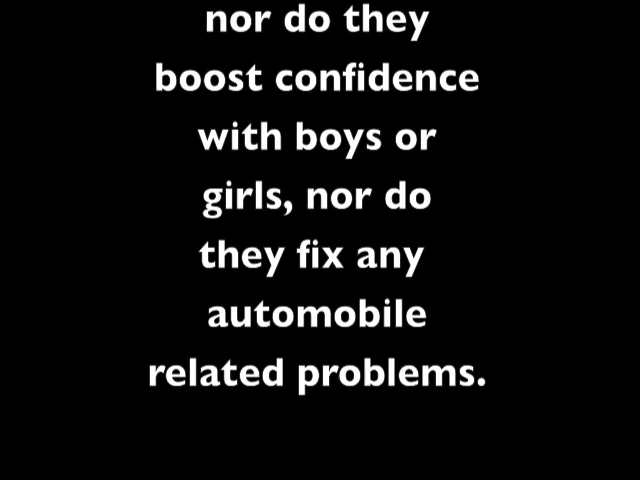 nor do they
boost confidence
with boys or
girls, nor do
they fix any
automobile
related problems.